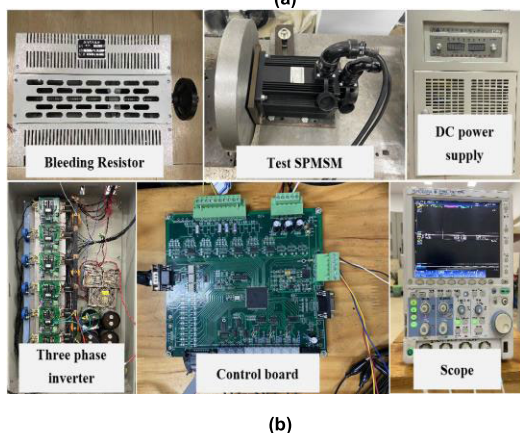 (a)
Bleeding Resistor
Test SPMSM
DC power
supply
Three phase
inverter
Control board
Scope
(b)